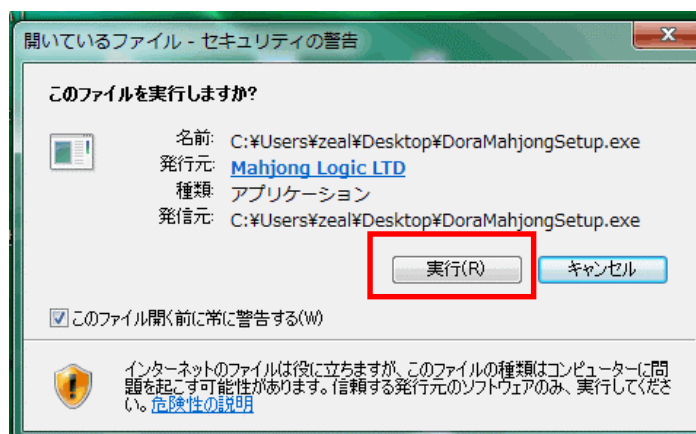 開いているファイル - セキュリティの警告
このファイルを実行しますか?
名前: C:¥Users¥zeal¥Desktop¥DoraMahjongSetup.exe
発行元: Mahjong Logic LTD
種類: アプリケーション
発信元: C:¥Users¥zeal¥Desktop¥DoraMahjongSetup.exe
実行(R) キャンセル
このファイル開く前に常に警告する(W)
インターネットのファイルは役に立ちますが、このファイルの種類はコンピューターに問
題を起こす可能性があります。信頼する発行元のソフトウェアのみ、実行してくださ
い。危険性の説明